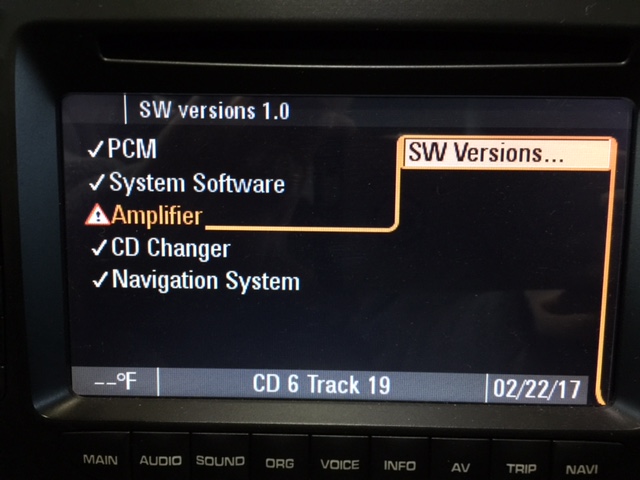 SW versions 1.0
PCM
SW Versions...
System Software
Amplifier
CD Changer
Navigation System
--°F
CD 6 Track 19
02/22/17
MAIN AUDIO SOUND ORG VOICE INFO AV TRIP NAVI